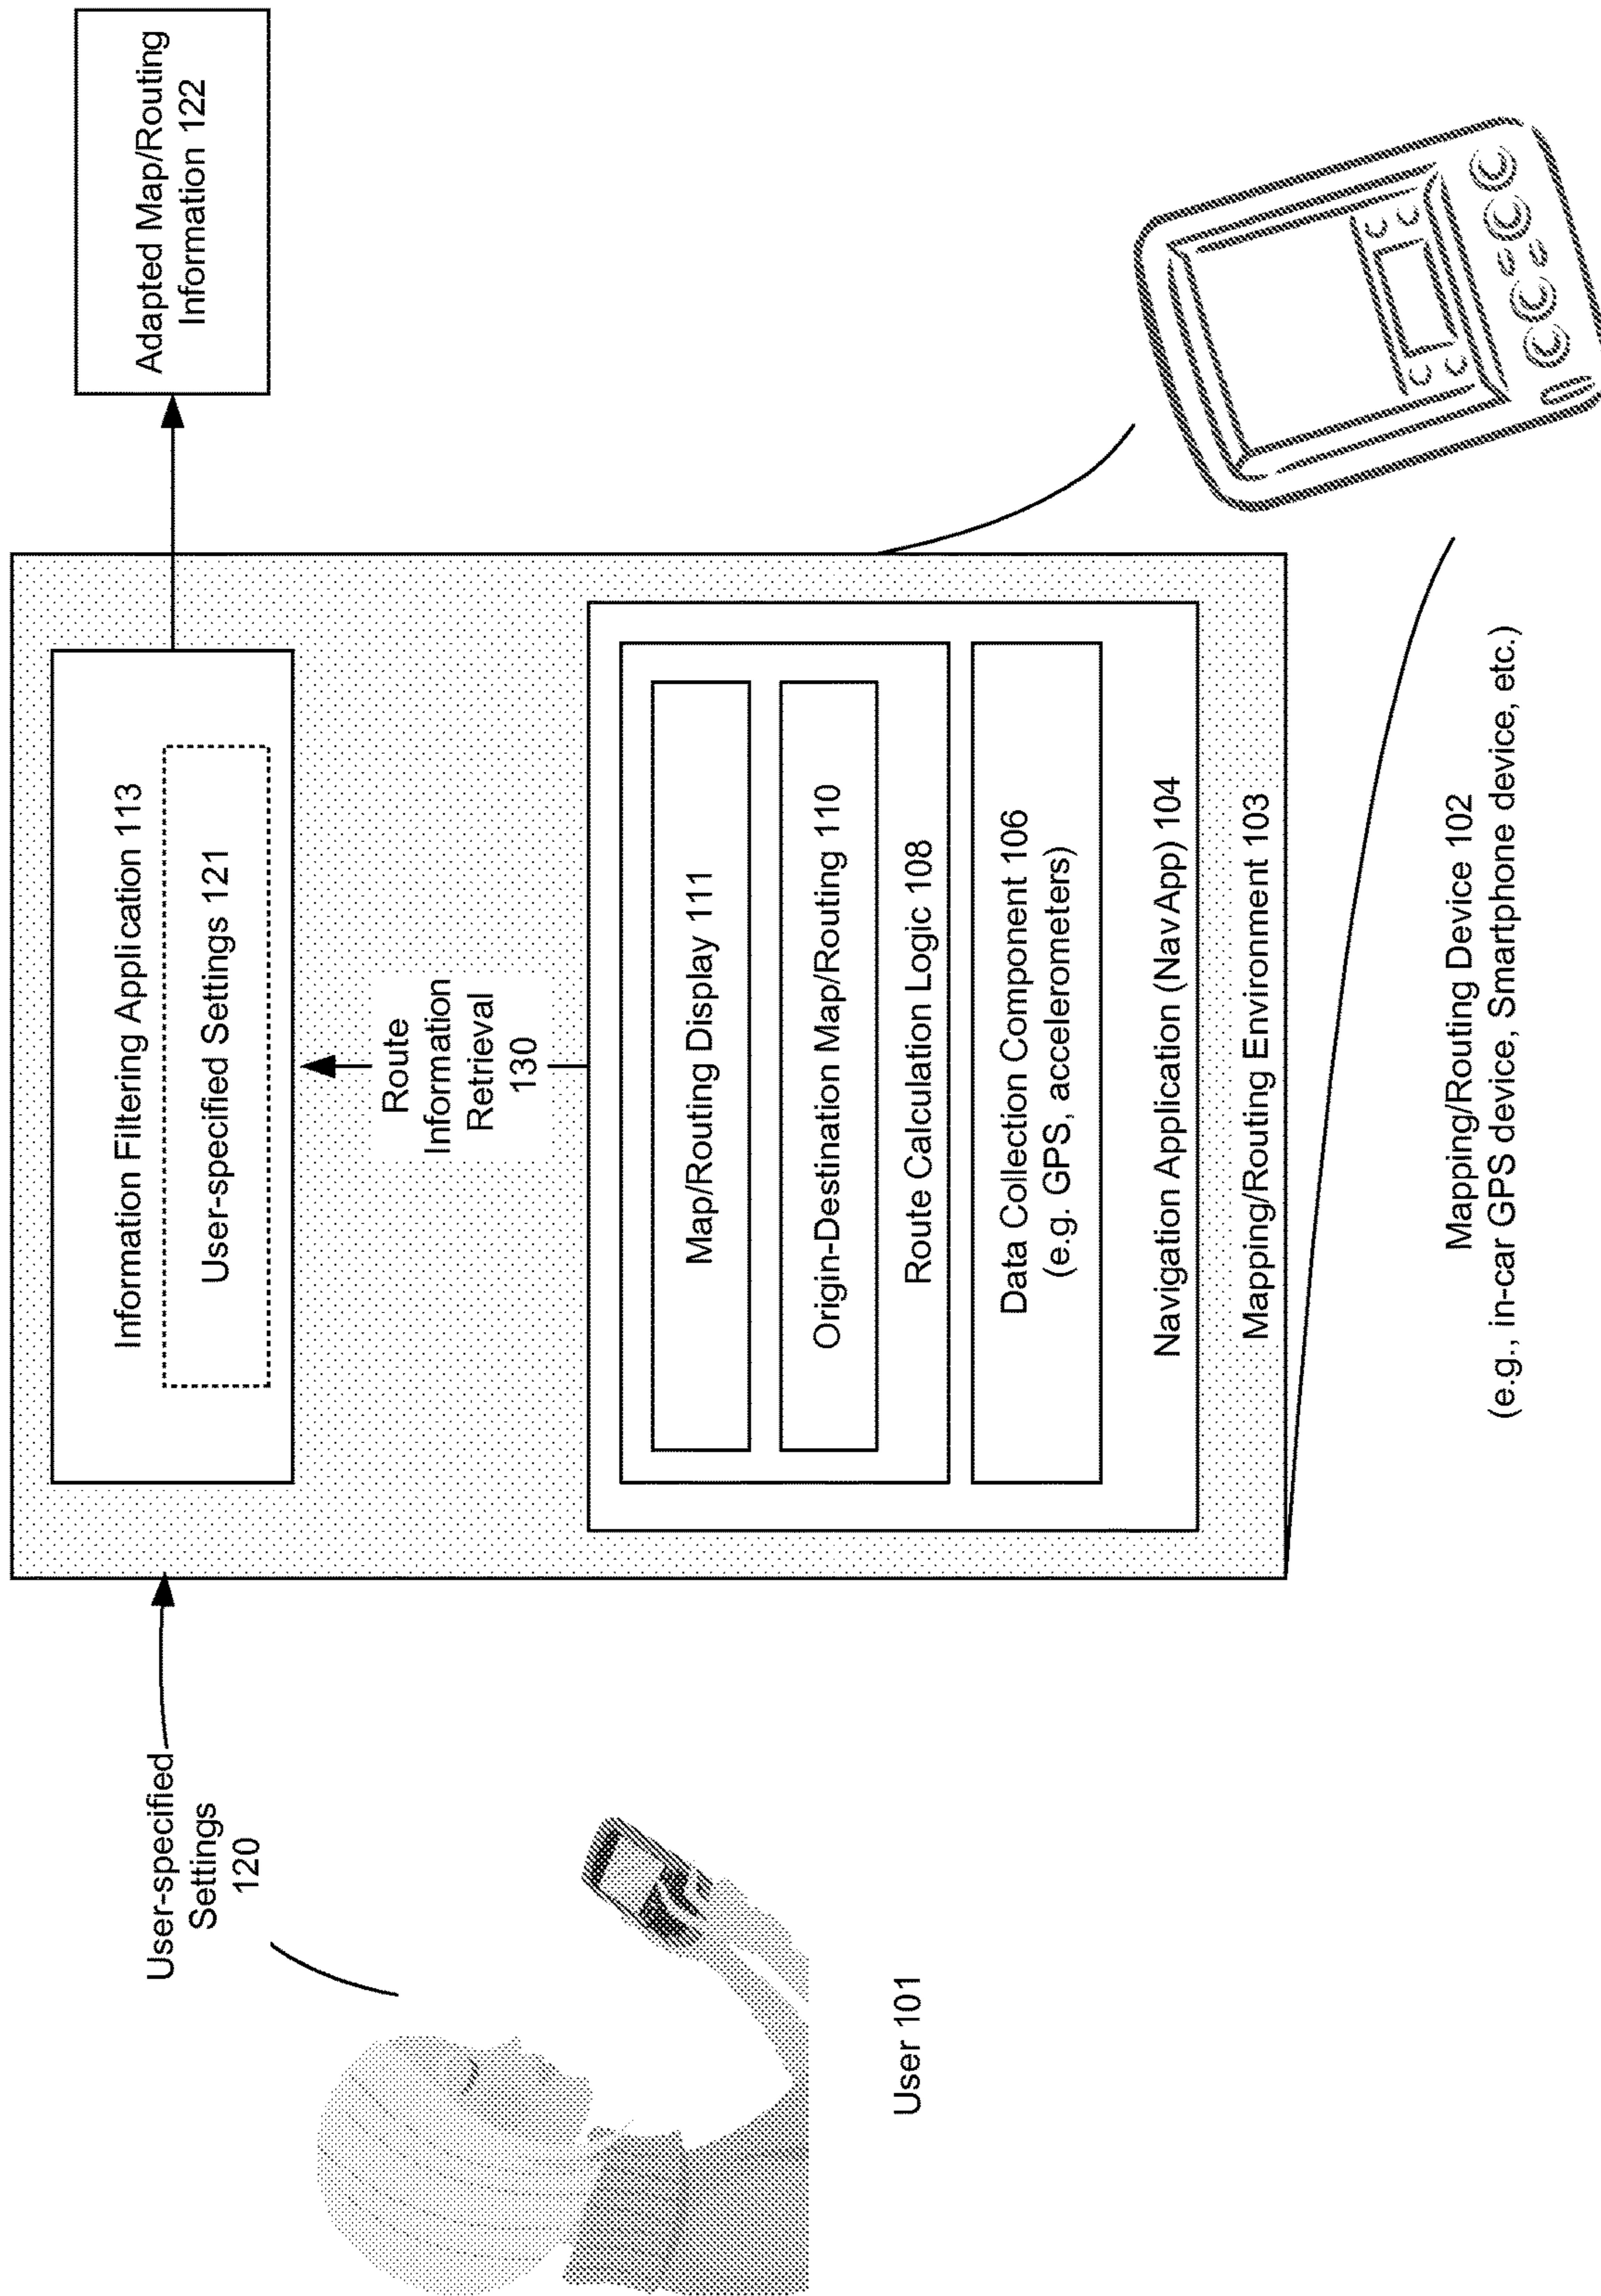 User-specified
Settings
120
User 101
Information Filtering Application 113
User-specified Settings 121
Route
Information
Retrieval
130
Map/Routing Display 111
Origin-Destination Map/Routing 110
Route Calculation Logic 108
Data Collection Component 106
(e.g. GPS, accelerometers)
Navigation Application (NavApp) 104
Mapping/Routing Environment 103
Mapping/Routing Device 102
(e.g., in-car GPS device, Smartphone device, etc.)
Adapted Map/Routing
Information 122